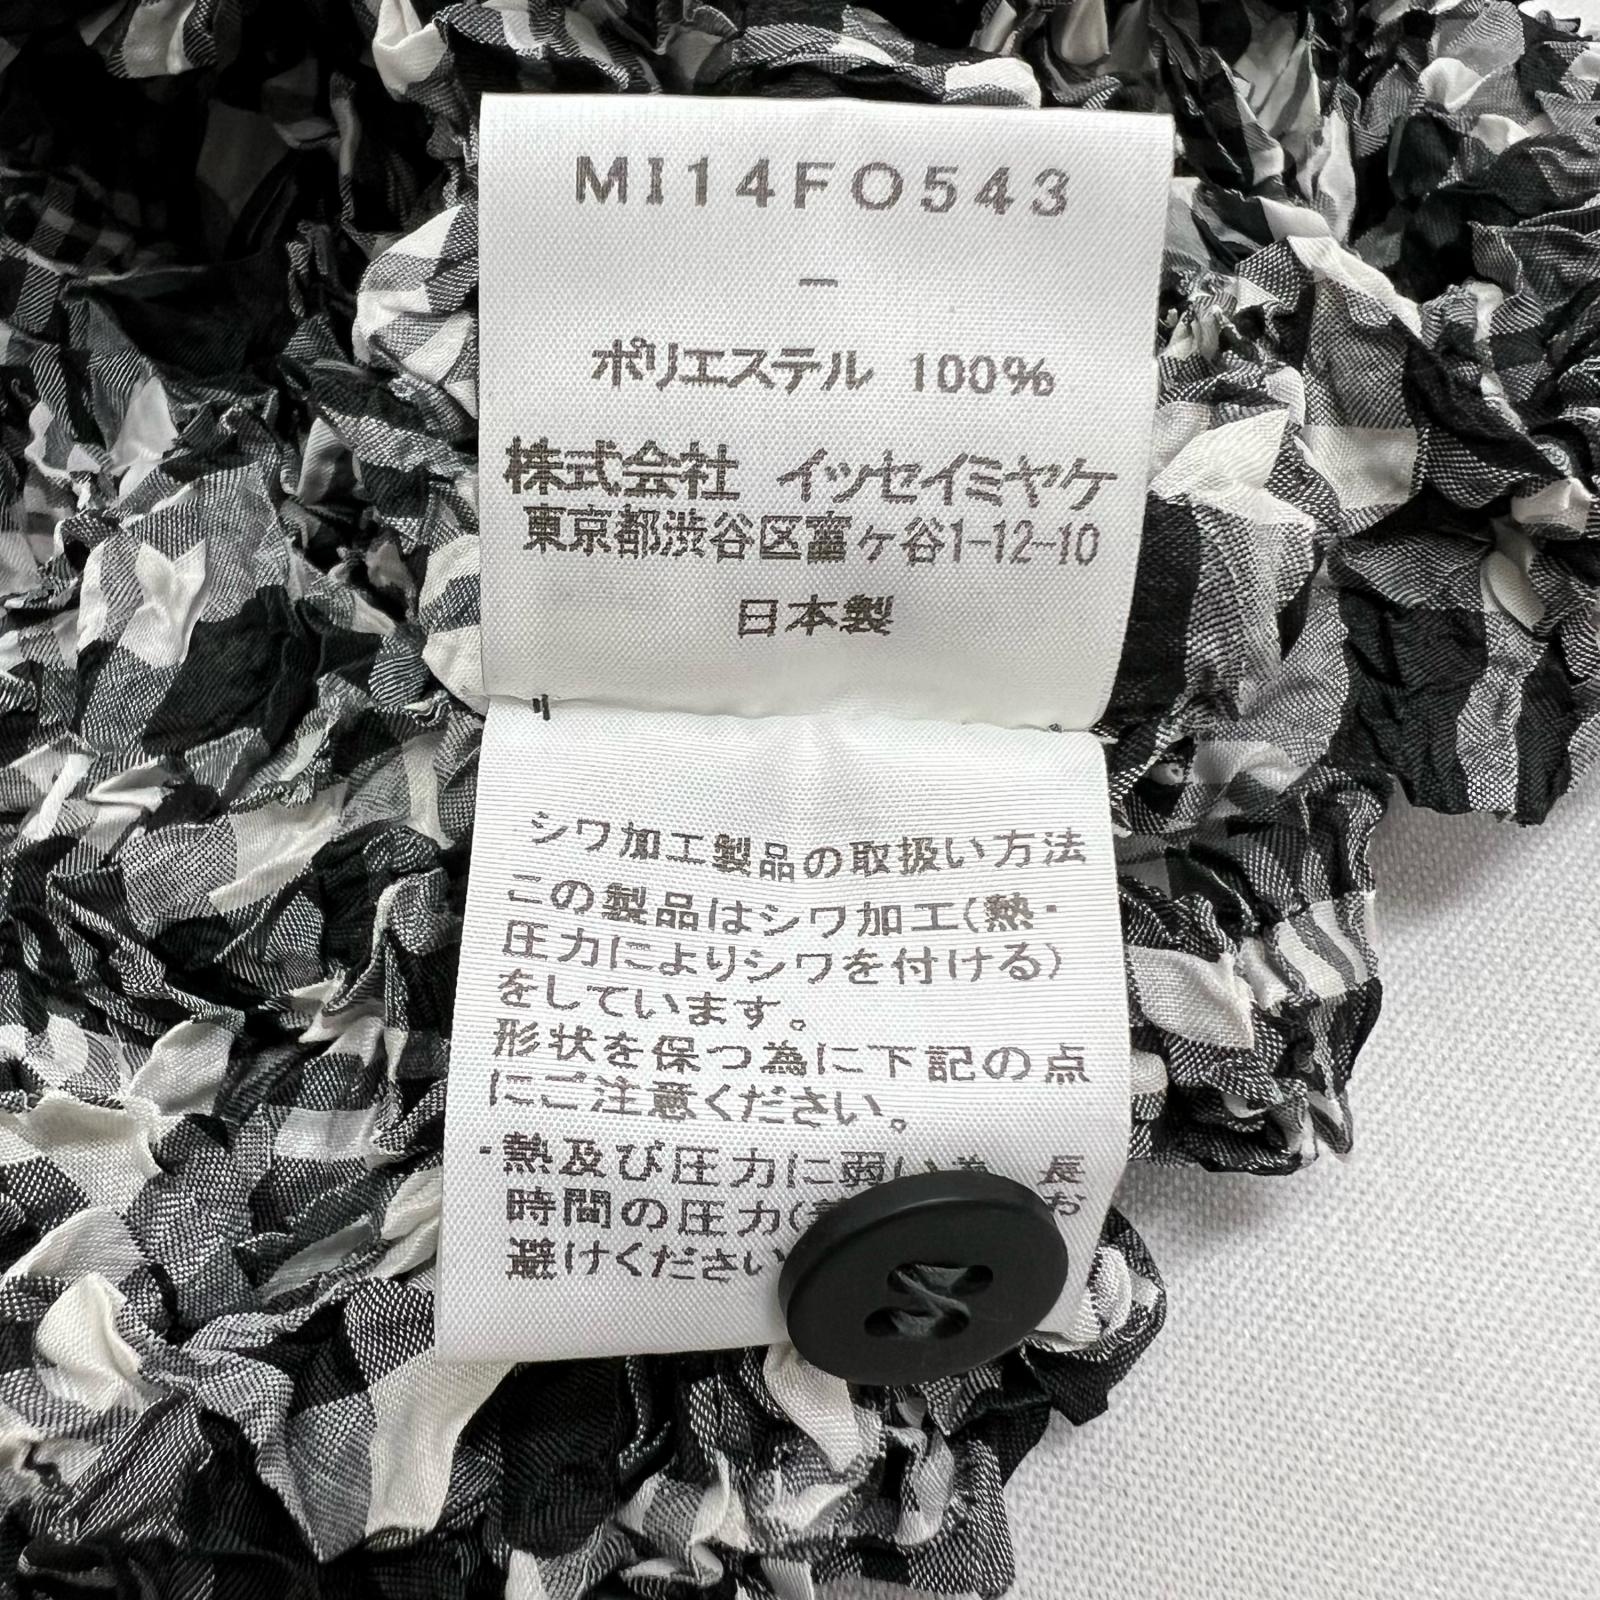 MI14FO543
–
ポリエステル 100%
株式会社 イッセイミヤケ
東京都渋谷区富ヶ谷1-12-10
日本製
シワ加工製品の取扱い方法
この製品はシワ加工(熱・
圧力によりシワを付ける)
をしています。
形状を保つ為に下記の点
にご注意ください。
・熱及び圧力に弱い為 長
時間の圧力( お
避けください